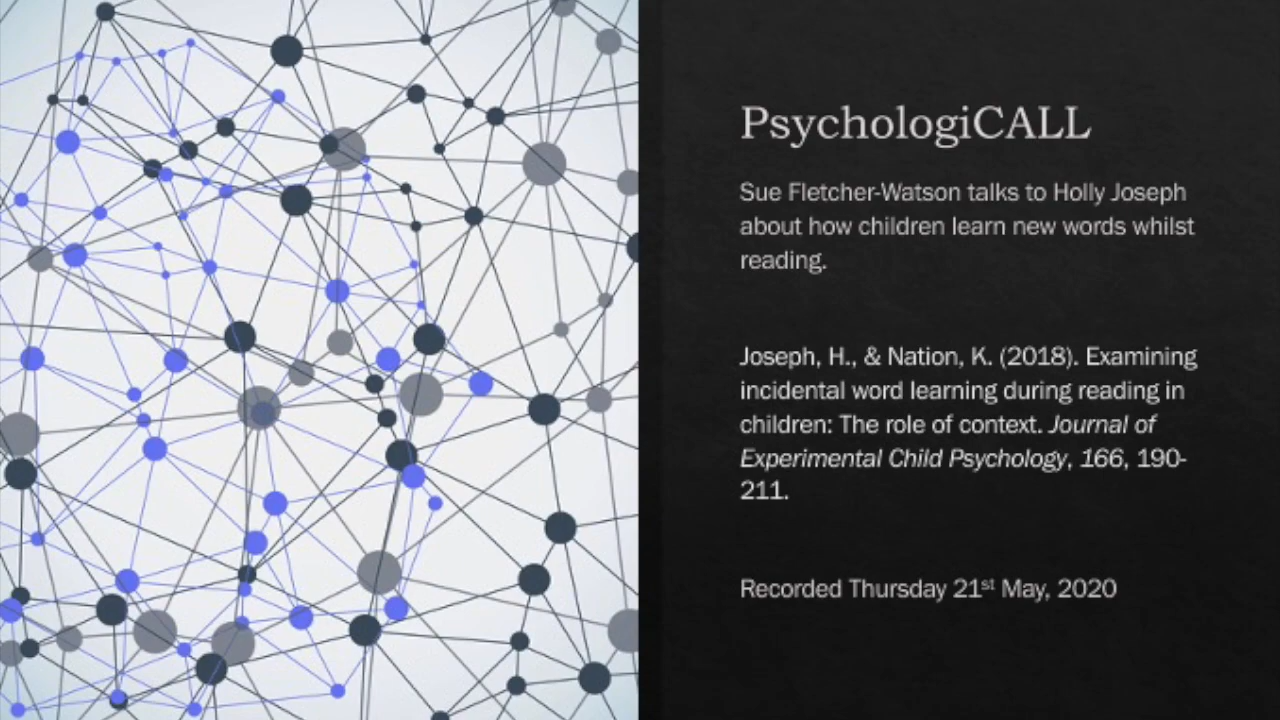 PsychologiCALL
Sue Fletcher-Watson talks to Holly Joseph
about how children learn new words whilst
reading.
Joseph, H., & Nation, K. (2018). Examining
incidental word learning during reading in
children: The role of context. Journal of
Experimental Child Psychology, 166, 190-
211.
Recorded Thursday 21st May, 2020